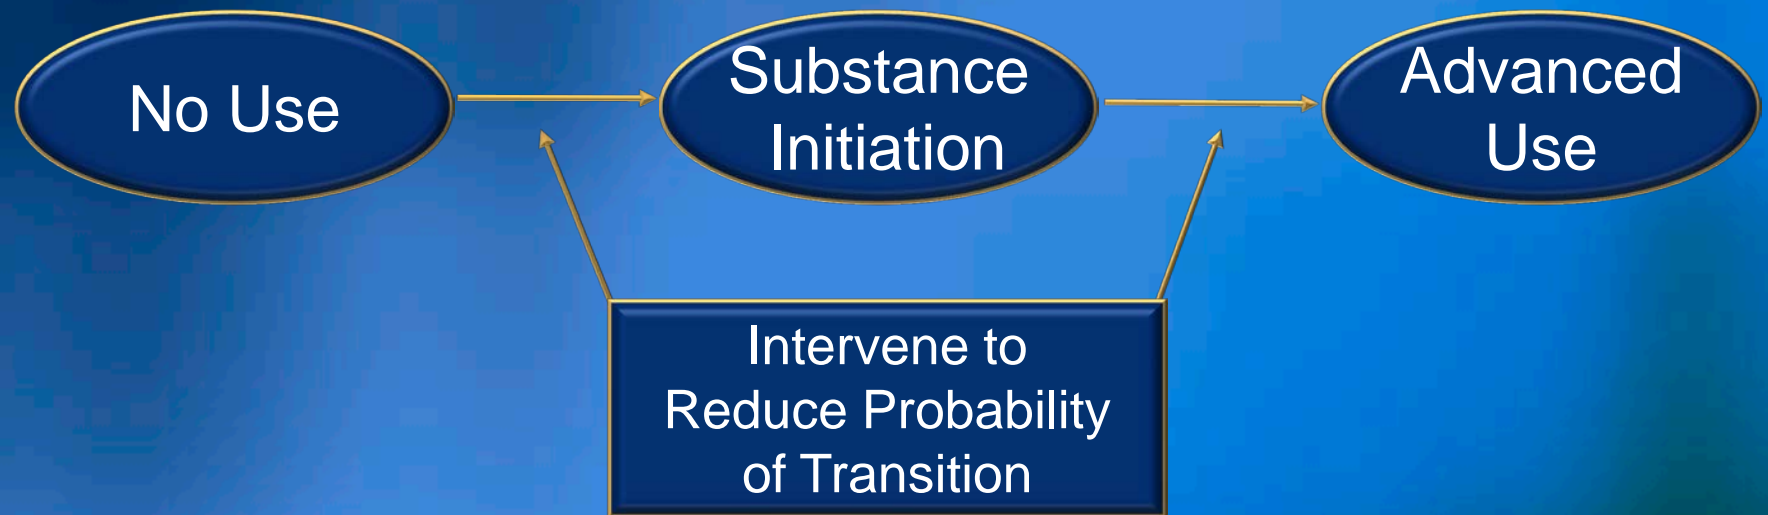 No Use
Substance
Initiation
Advanced
Use
Intervene to
Reduce Probability
of Transition